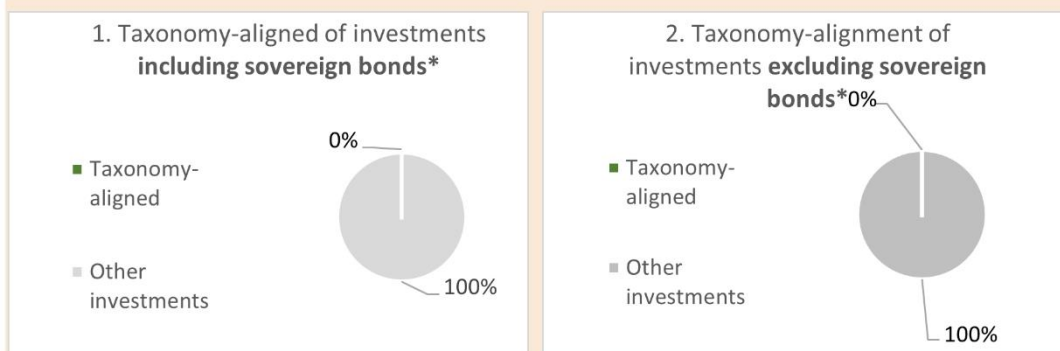 1. Taxonomy-aligned of investments
including sovereign bonds*
0%
Taxonomy-
aligned
Other
investments
100%
2. Taxonomy-alignment of
investments excluding sovereign
bonds*0%
Taxonomy-
aligned
Other
investments
100%